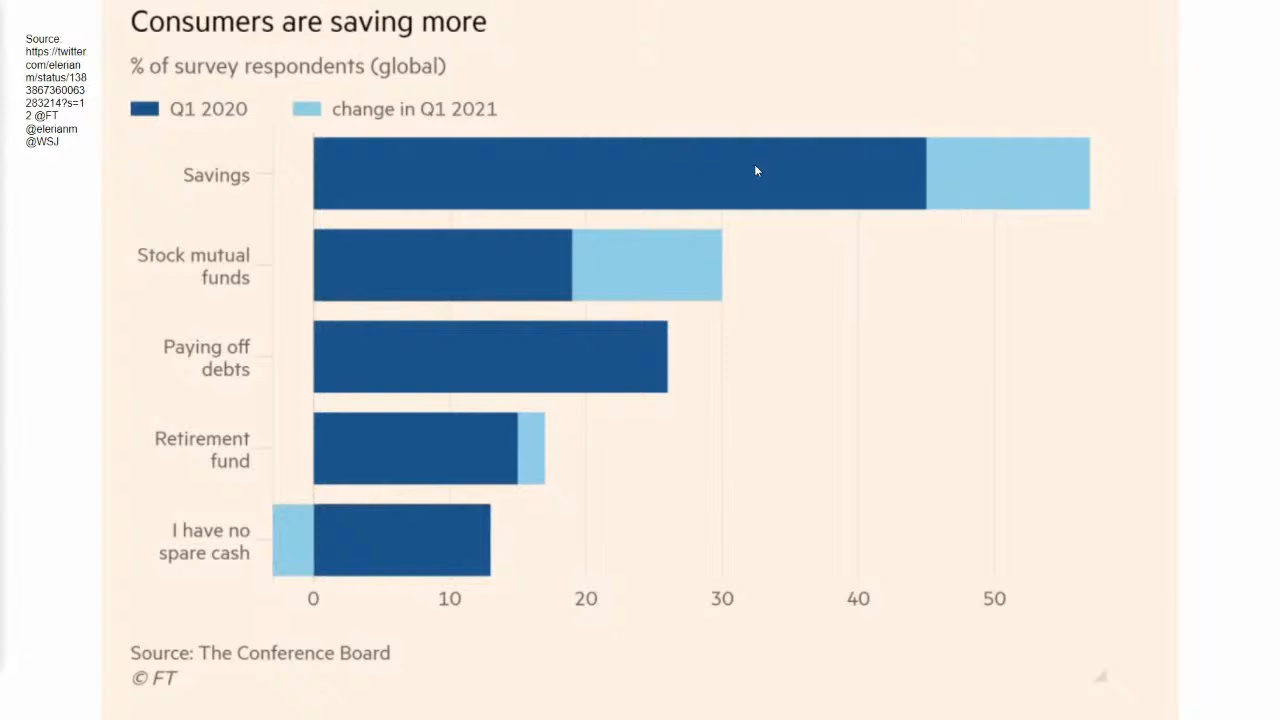 Consumers are saving more
% of survey respondents (global)
Q1 2020 change in Q1 2021
Source:
https://twitter
com/elerian
m/status/138
3867360063
283214?s=1
2 @FT
@elerianm
@WSJ
Savings
Stock mutual
funds
Paying off
debts
Retirement
fund
I have no
spare cash
0 10 20 30 40 50
Source: The Conference Board
© FT